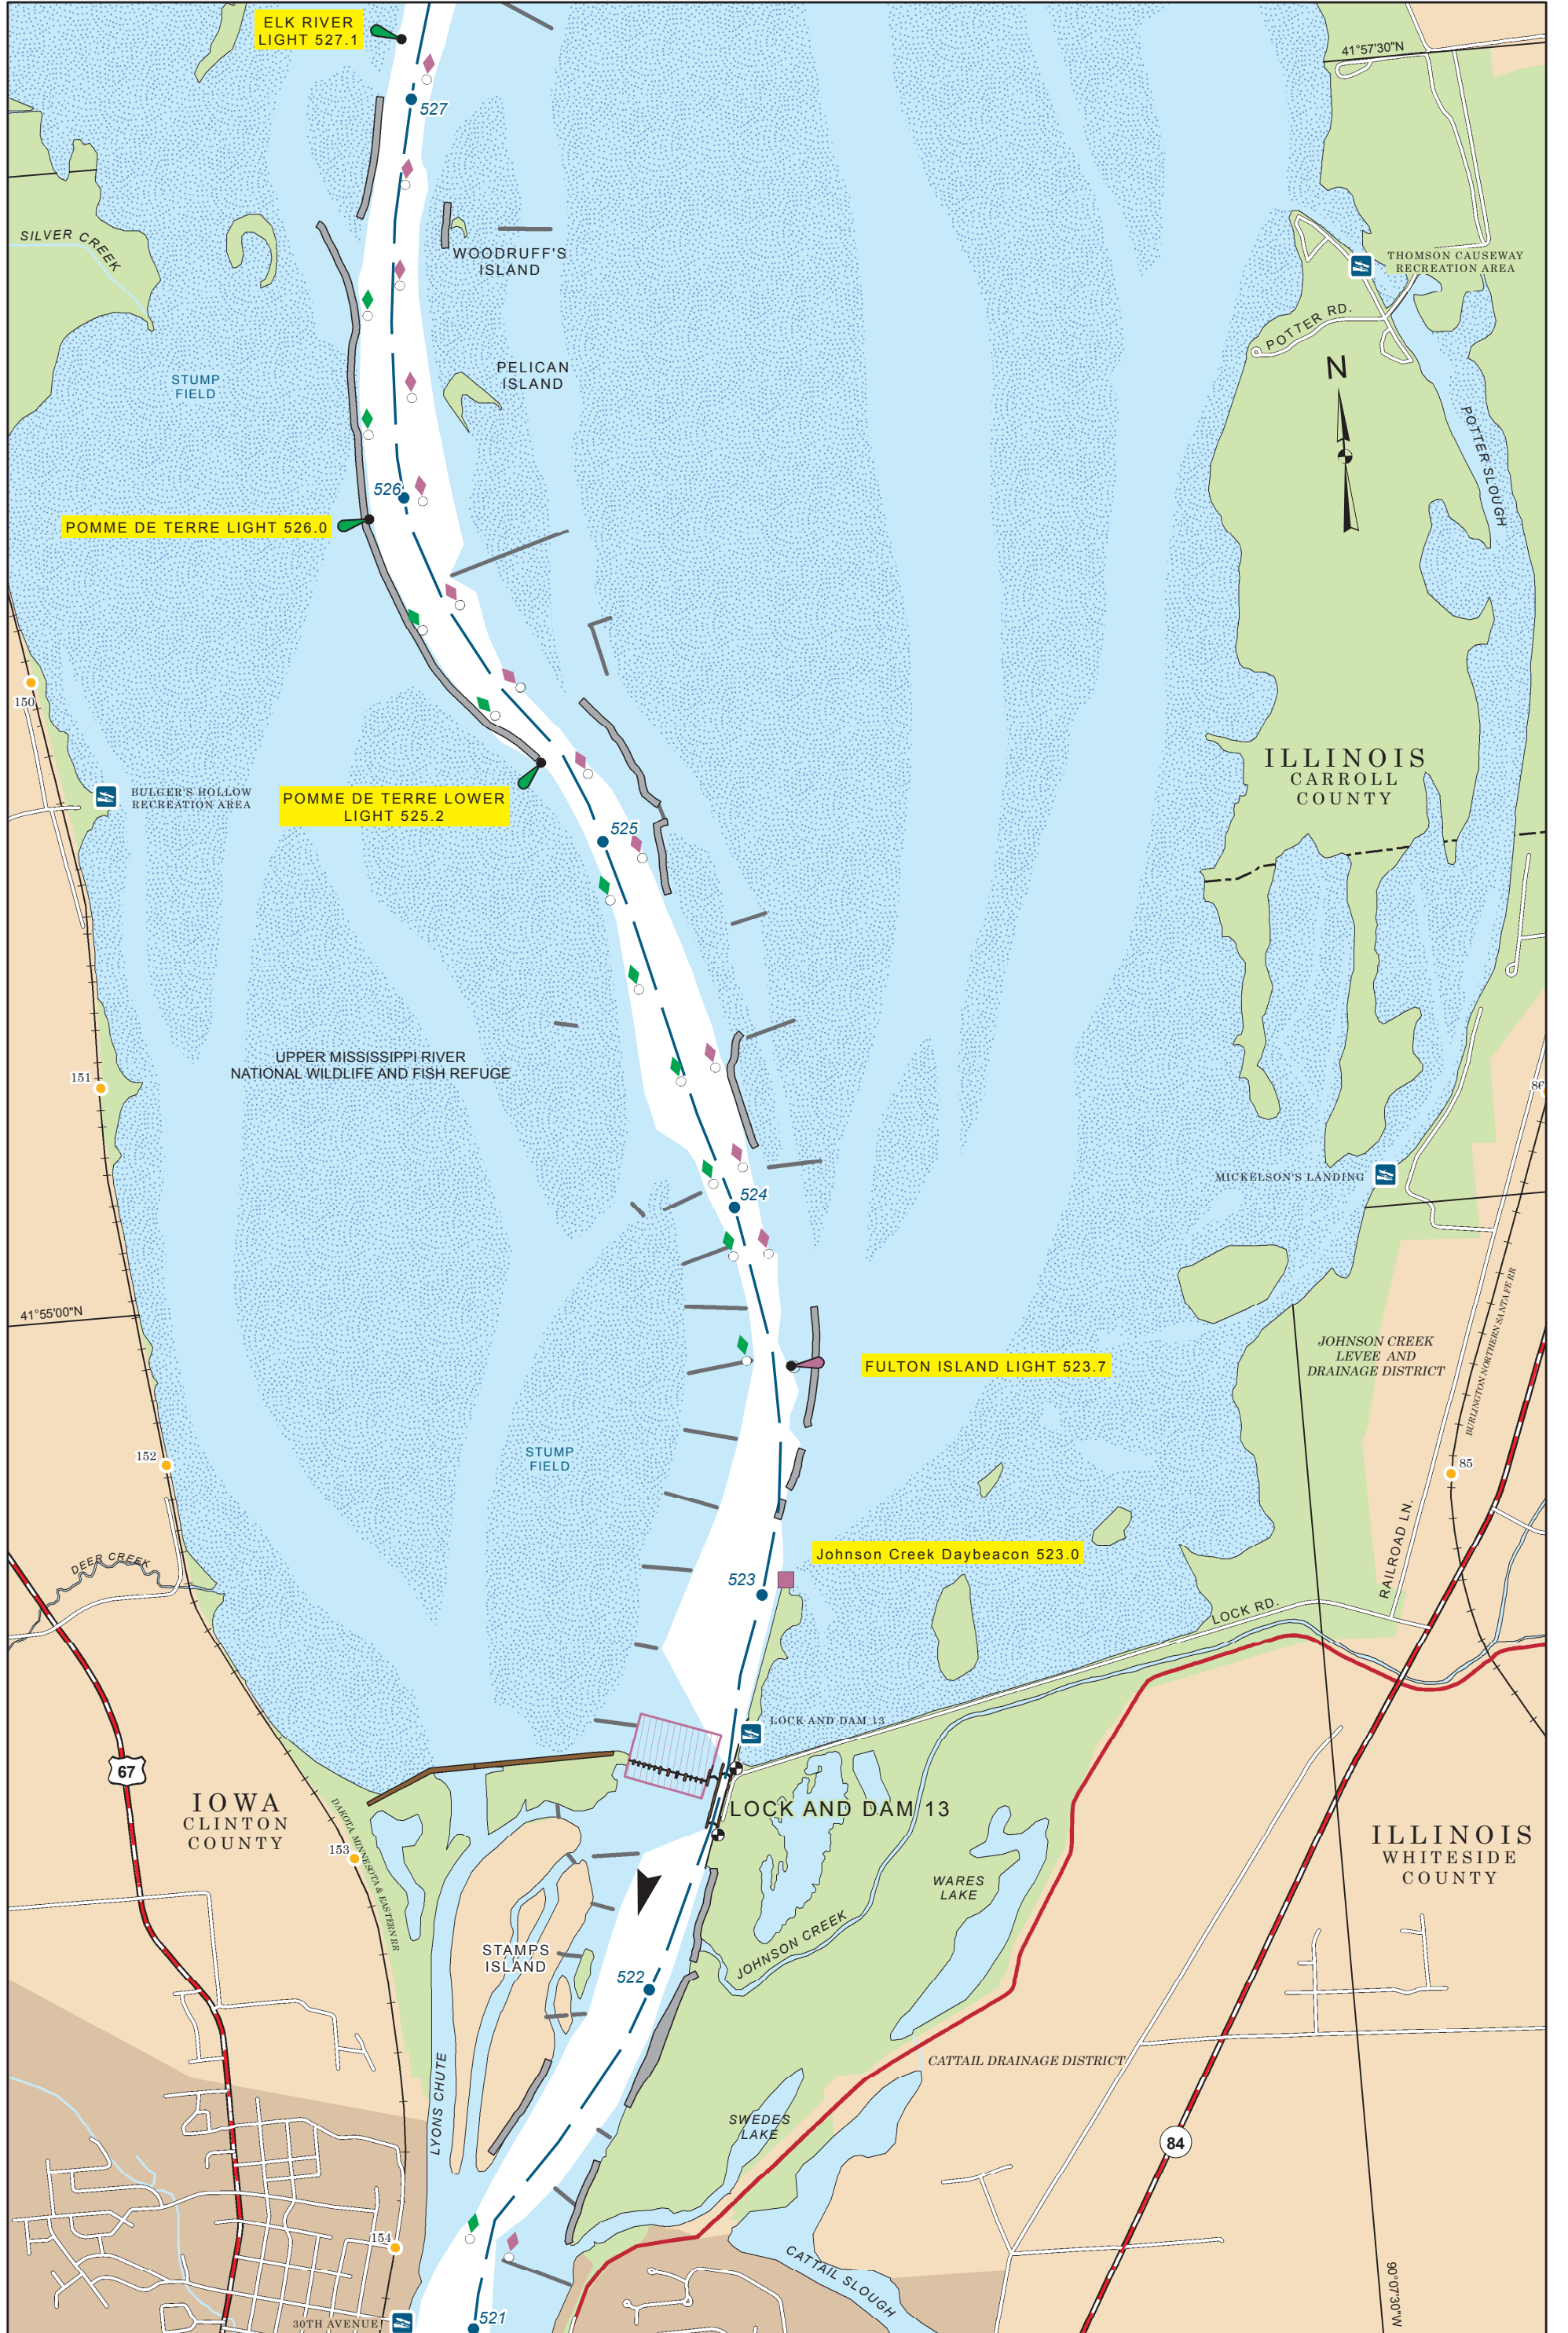 ELK RIVER
LIGHT 527.1
41°57'30"N
527
SILVER CREEK
WOODRUFF'S
ISLAND
THOMSON CAUSEWAY
RECREATION AREA
POTTER RD.
N
STUMP
FIELD
PELICAN
ISLAND
POTTER SLOUGH
526
POMME DE TERRE LIGHT 526.0
150
ILLINOIS
CARROLL
COUNTY
BULGER'S HOLLOW
RECREATION AREA
POMME DE TERRE LOWER
LIGHT 525.2
525
UPPER MISSISSIPPI RIVER
NATIONAL WILDLIFE AND FISH REFUGE
151
86
MICKELSON'S LANDING
524
41°55'00"N
BURLINGTON NORTHERN SANTA FE RR
JOHNSON CREEK
LEVEE AND
DRAINAGE DISTRICT
FULTON ISLAND LIGHT 523.7
152
STUMP
FIELD
85
DEER CREEK
Johnson Creek Daybeacon 523.0
523
RAILROAD LN.
LOCK RD.
LOCK AND DAM 13
67
IOWA
CLINTON
COUNTY
DAKOTA, MINNESOTA & EASTERN RR
LOCK AND DAM 13
153
ILLINOIS
WHITESIDE
COUNTY
WARES
LAKE
JOHNSON CREEK
STAMPS
ISLAND
522
LYONS CHUTE
CATTAIL DRAINAGE DISTRICT
SWEDES
LAKE
84
154
CATTAIL SLOUGH
90°07'30"W
30TH AVENUE
521